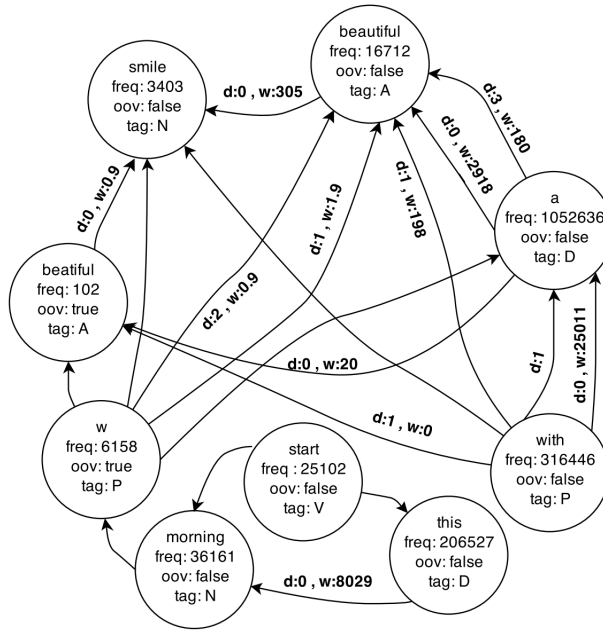 beautiful
freq: 16712
oov: false
tag: A
smile
freq: 3403
oov: false
tag: N
d:0 , w:305
d:3, w:180
d:0 , w:2918
d:0 , w:0.9
d:1 , w:1.9
d:1 , w:198
a
freq: 1052636
oov: false
tag: D
beatiful
freq: 102
oov: true
tag: A
d:2 , w:0.9
d:0 , w:20
d:1
d:0 , w:25011
d:1 , w:0
w
freq: 6158
oov: true
tag: P
start
freq : 25102
oov: false
tag: V
with
freq: 316446
oov: false
tag: P
morning
freq: 36161
oov: false
tag: N
this
freq: 206527
oov: false
tag: D
d:0 , w:8029